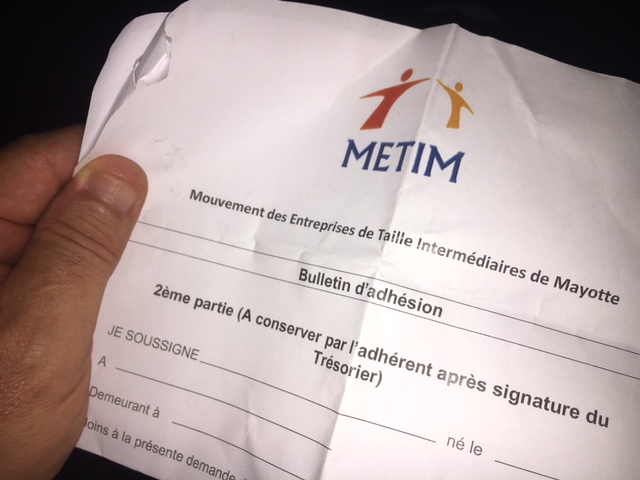 METIM
Mouvement des Entreprises de Taille Intermédiaires de Mayotte
Bulletin d'adhésion
2ème partie (A conserver par l'adhérent après signature du
Trésorier)
JE SOUSSIGNE
né le
A
Demeurant à
à la présente demande